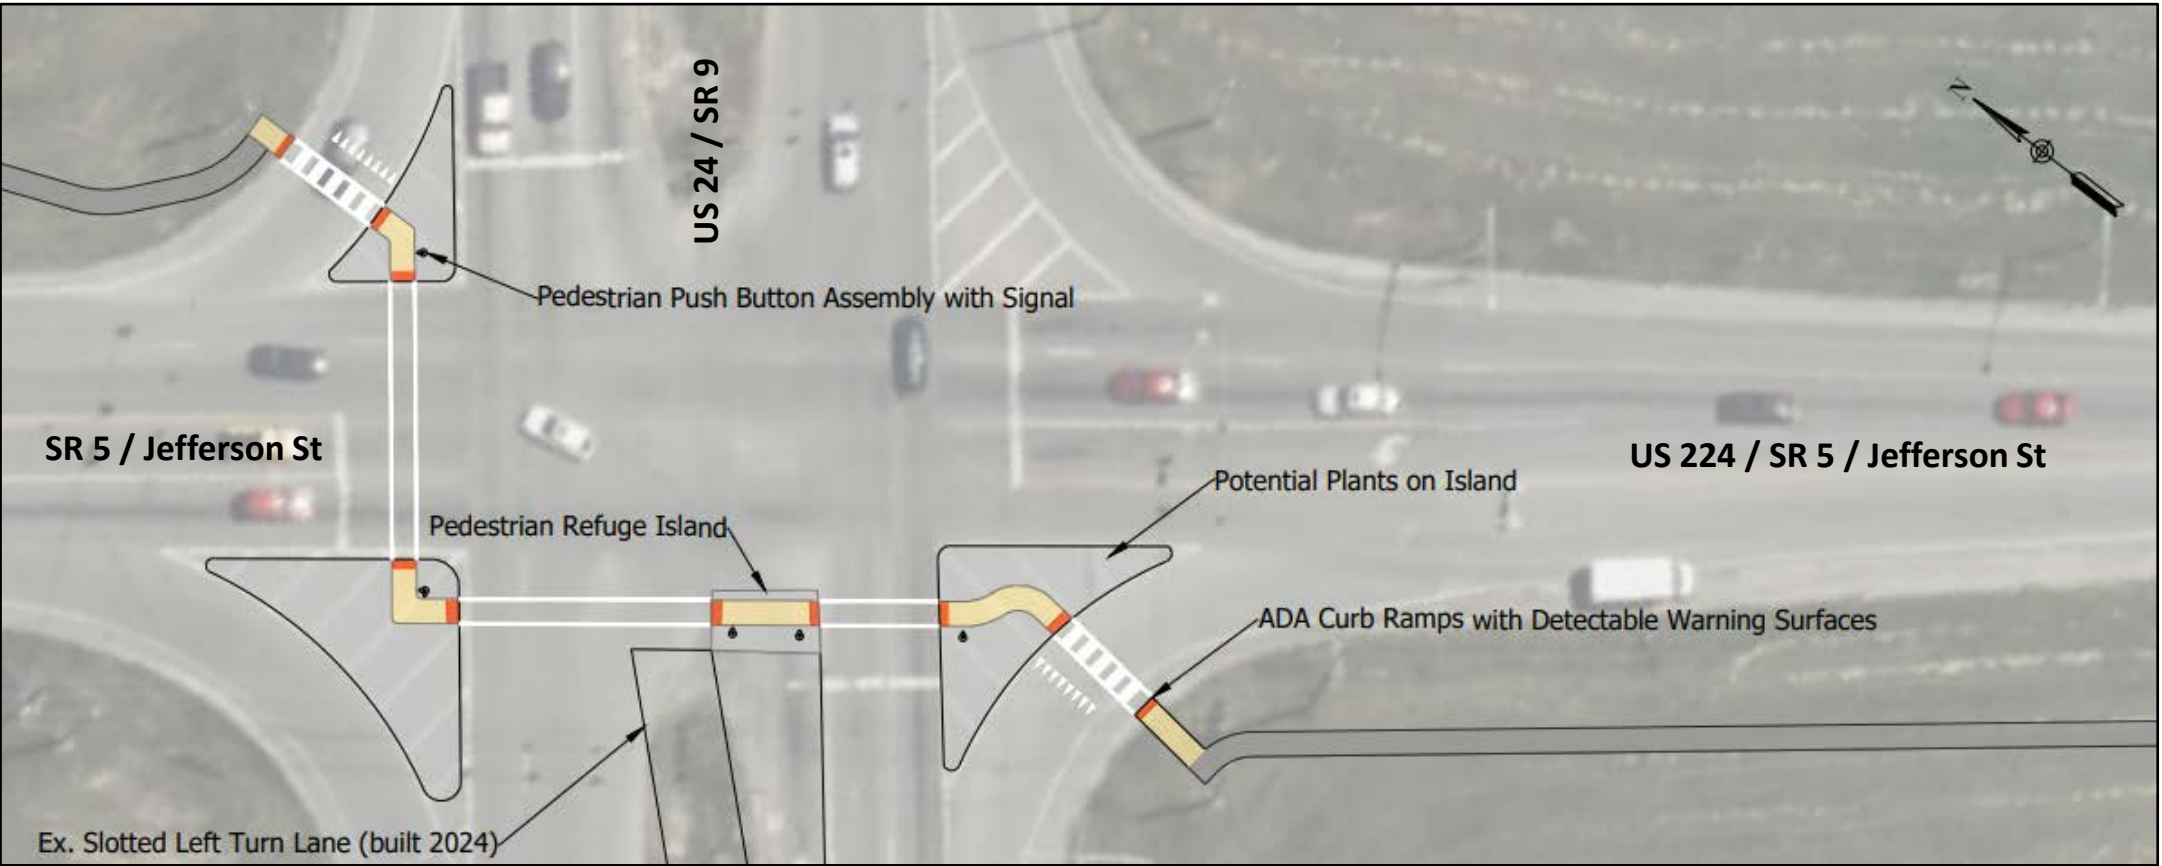 US 24 / SR 9
N
Pedestrian Push Button Assembly with Signal
SR 5 / Jefferson St
US 224 / SR 5 / Jefferson St
Potential Plants on Island
Pedestrian Refuge Island
ADA Curb Ramps with Detectable Warning Surfaces
Ex. Slotted Left Turn Lane (built 2024)